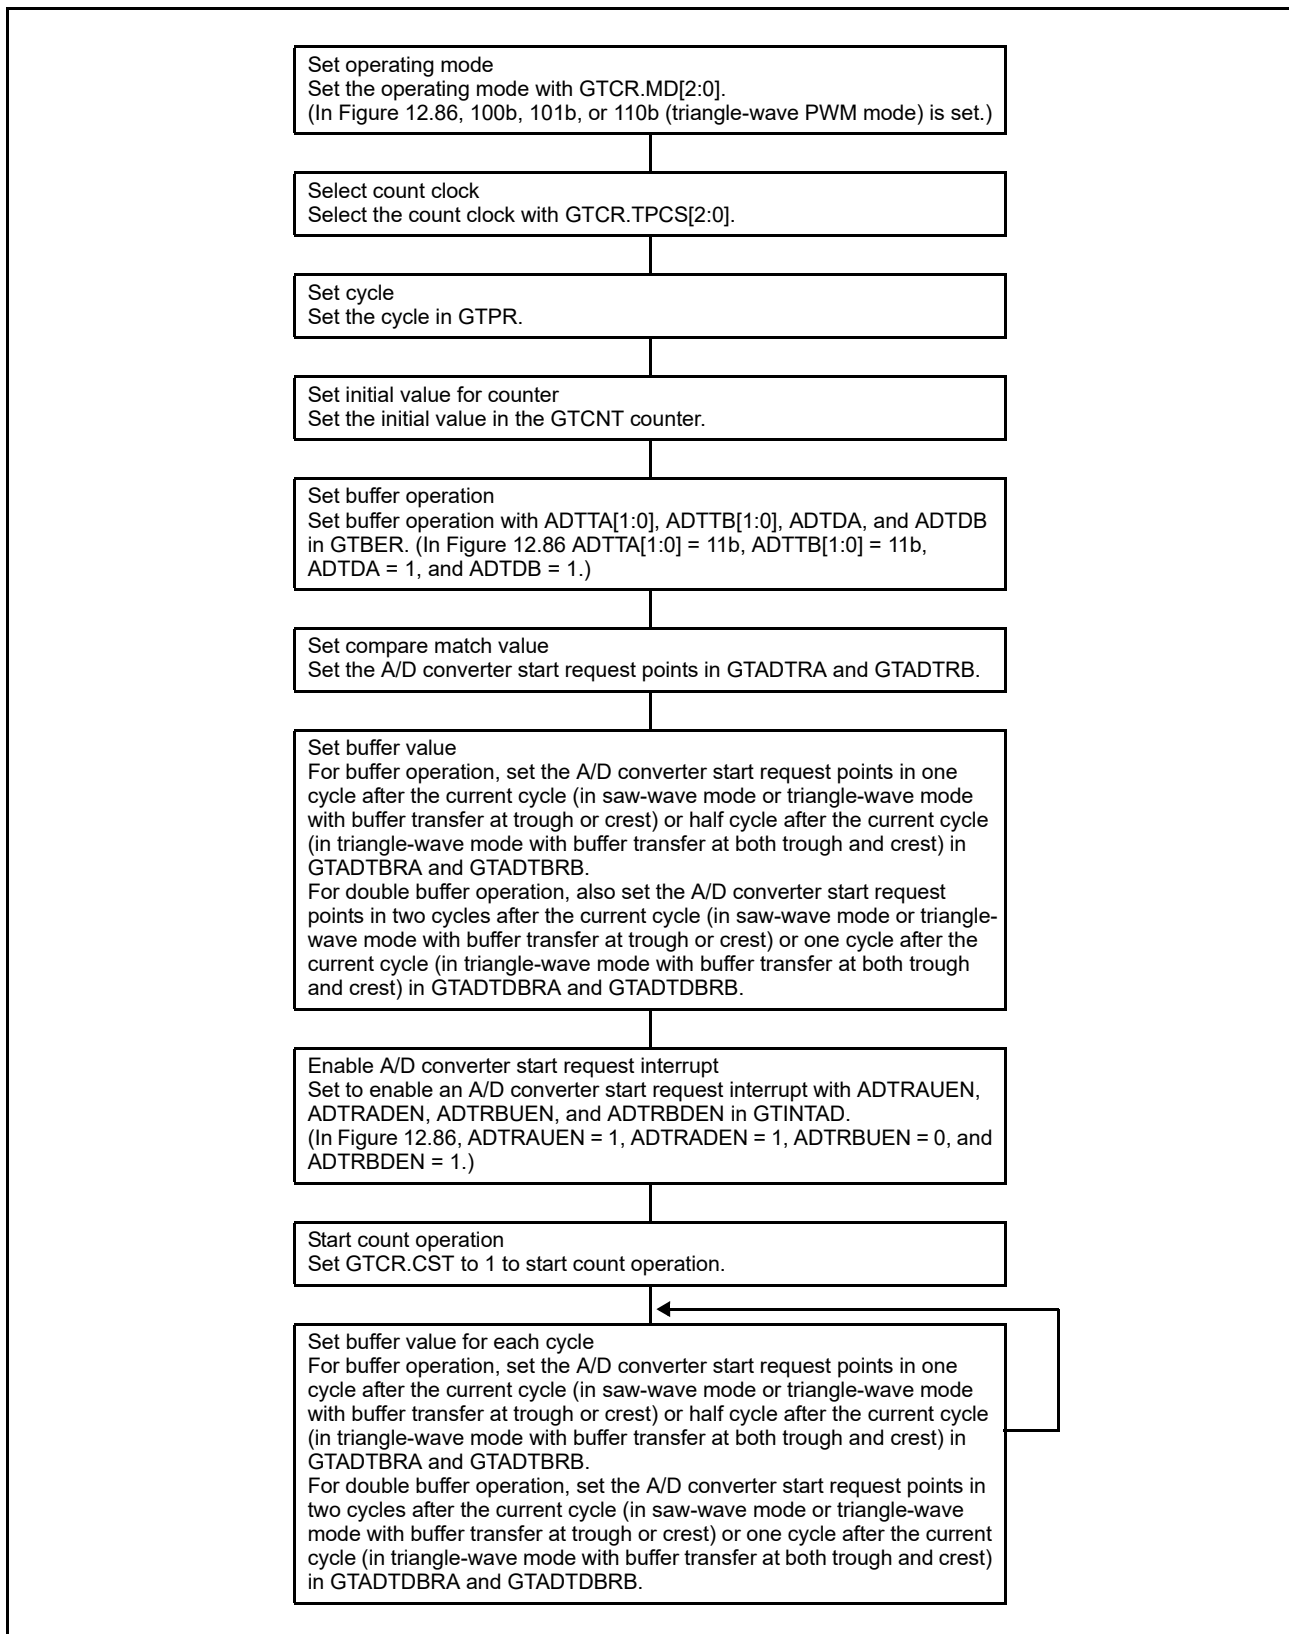 Set operating mode
Set the operating mode with GTCR.MD[2:0].
(In Figure 12.86, 100b, 101b, or 110b (triangle-wave PWM mode) is set.)
Select count clock
Select the count clock with GTCR.TPCS[2:0].
Set cycle
Set the cycle in GTPR.
Set initial value for counter
Set the initial value in the GTCNT counter.
Set buffer operation
Set buffer operation with ADTTA[1:0], ADTTB[1:0], ADTDA, and ADTDB
in GTBER. (In Figure 12.86 ADTTA[1:0] = 11b, ADTTB[1:0] = 11b,
ADTDA = 1, and ADTDB = 1.)
Set compare match value
Set the A/D converter start request points in GTADTRA and GTADTRB.
Set buffer value
For buffer operation, set the A/D converter start request points in one
cycle after the current cycle (in saw-wave mode or triangle-wave mode
with buffer transfer at trough or crest) or half cycle after the current cycle
(in triangle-wave mode with buffer transfer at both trough and crest) in
GTADTBRA and GTADTBRB.
For double buffer operation, also set the A/D converter start request
points in two cycles after the current cycle (in saw-wave mode or triangle-
wave mode with buffer transfer at trough or crest) or one cycle after the
current cycle (in triangle-wave mode with buffer transfer at both trough
and crest) in GTADTDBRA and GTADTDBRB.
Enable A/D converter start request interrupt
Set to enable an A/D converter start request interrupt with ADTRAUEN,
ADTRADEN, ADTRBUEN, and ADTRBDEN in GTINTAD.
(In Figure 12.86, ADTRAUEN = 1, ADTRADEN = 1, ADTRBUEN = 0, and
ADTRBDEN = 1.)
Start count operation
Set GTCR.CST to 1 to start count operation.
Set buffer value for each cycle
For buffer operation, set the A/D converter start request points in one
cycle after the current cycle (in saw-wave mode or triangle-wave mode
with buffer transfer at trough or crest) or half cycle after the current cycle
(in triangle-wave mode with buffer transfer at both trough and crest) in
GTADTBRA and GTADTBRB.
For double buffer operation, set the A/D converter start request points in
two cycles after the current cycle (in saw-wave mode or triangle-wave
mode with buffer transfer at trough or crest) or one cycle after the current
cycle (in triangle-wave mode with buffer transfer at both trough and crest)
in GTADTDBRA and GTADTDBRB.